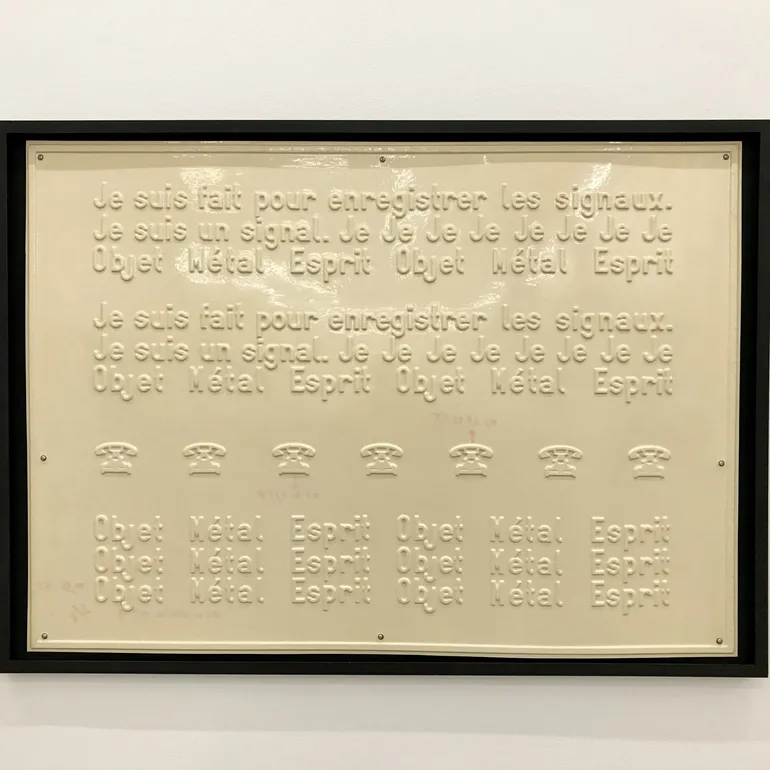 Je suis fait pour enregistrer les signaux.
Je suis un signal. Je Je Je Je Je Je Je Je
Objet Métal Esprit Objet Métal Esprit
Je suis fait pour enregistrer les signaux.
Je suis un signal. Je Je Je Je Je Je Je Je
Objet Métal Esprit Objet Métal Esprit
Objet Métal Esprit Objet Métal Esprit
Objet Métal Esprit Objet Métal Esprit
Objet Métal Esprit Objet Métal Esprit